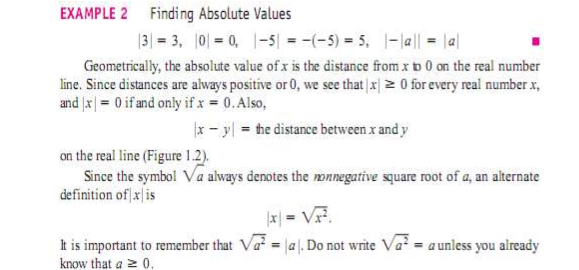 EXAMPLE 2 Finding Absolute Values
|3| = 3, |0| = 0, |-5| = -(-5) = 5, |-|a|| = |a|
Geometrically, the absolute value of x is the distance from x to 0 on the real number
line. Since distances are always positive or 0, we see that |x| ≥ 0 for every real number x,
and |x| = 0 if and only if x = 0. Also,
|x - y| = the distance between x and y
on the real line (Figure 1.2).
Since the symbol √a always denotes the nonnegative square root of a, an alternate
definition of |x| is
|x| = √x².
It is important to remember that √a² = |a|. Do not write √a² = a unless you already
know that a ≥ 0.